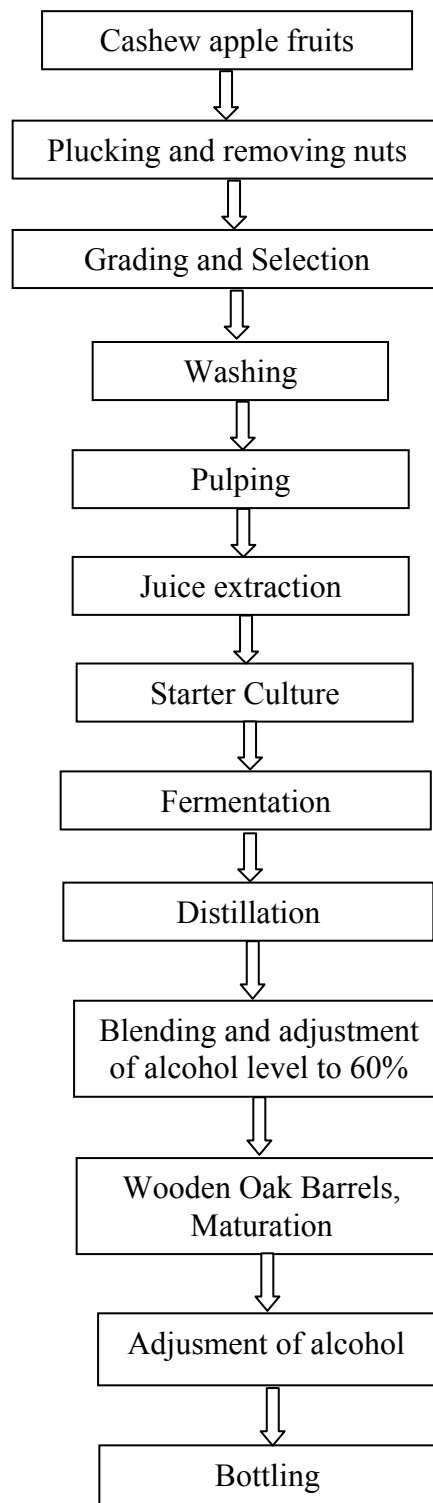 Cashew apple fruits
Plucking and removing nuts
Grading and Selection
Washing
Pulping
Juice extraction
Starter Culture
Fermentation
Distillation
Blending and adjustment
of alcohol level to 60%
Wooden Oak Barrels,
Maturation
Adjusment of alcohol
Bottling